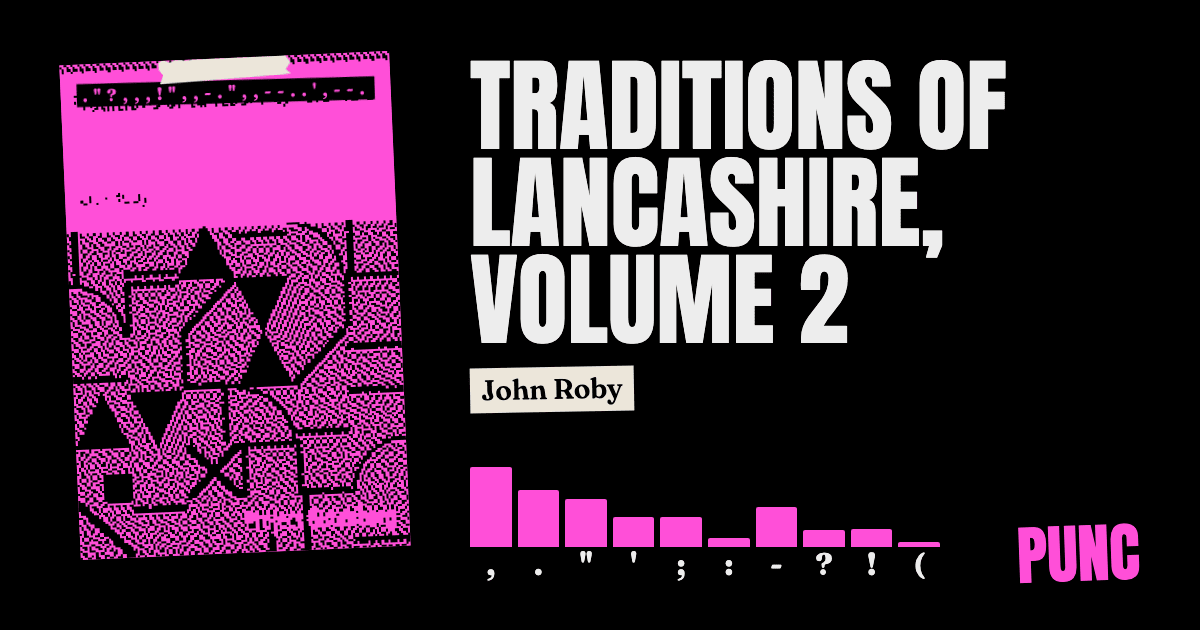 ."?,,,!",,-.",,--..',--.
TRADITIONS OF
LANCASHIRE,
VOLUME 2
John Roby
, . " ' ; : - ? ! (
PUNC